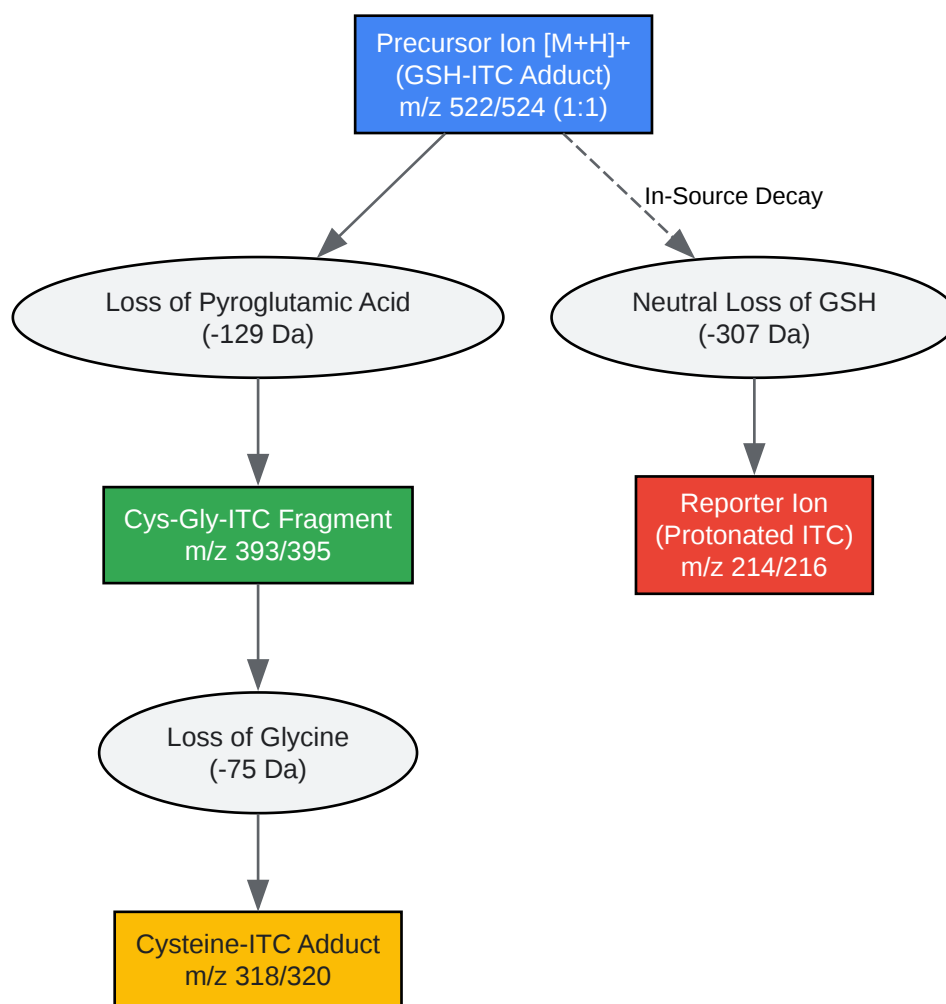 Precursor Ion [M+H]+
(GSH-ITC Adduct)
m/z 522/524 (1:1)
In-Source Decay
Loss of Pyroglutamic Acid
(-129 Da)
Neutral Loss of GSH
(-307 Da)
Cys-Gly-ITC Fragment
m/z 393/395
Reporter Ion
(Protonated ITC)
m/z 214/216
Loss of Glycine
(-75 Da)
Cysteine-ITC Adduct
m/z 318/320